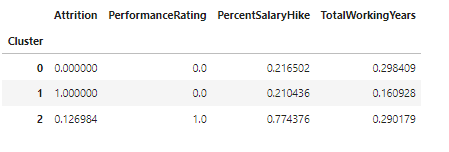 Attrition PerformanceRating PercentSalaryHike TotalWorkingYears
Cluster
0 0.000000 0.0 0.216502 0.298409
1 1.000000 0.0 0.210436 0.160928
2 0.126984 1.0 0.774376 0.290179